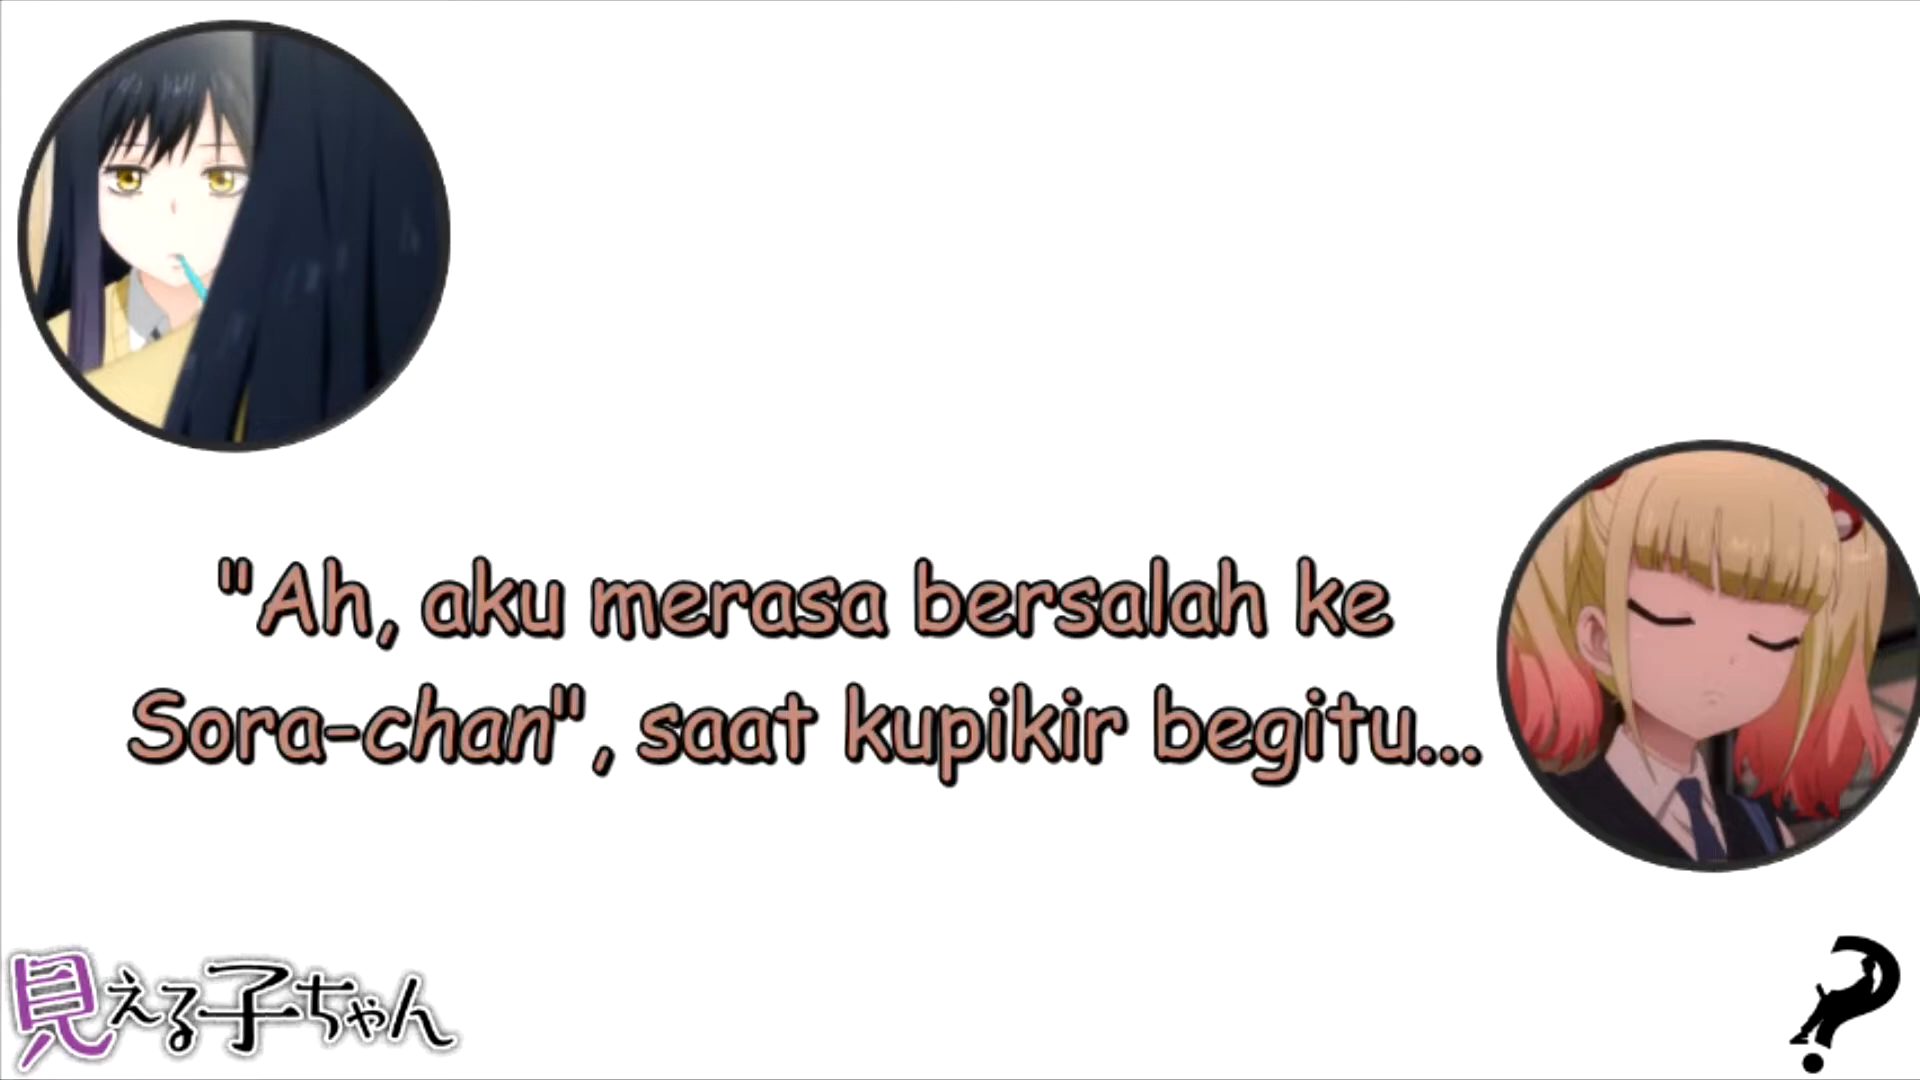 "Ah, aku merasa bersalah ke
Sora-chan", saat kupikir begitu...
見える子ちゃん
?